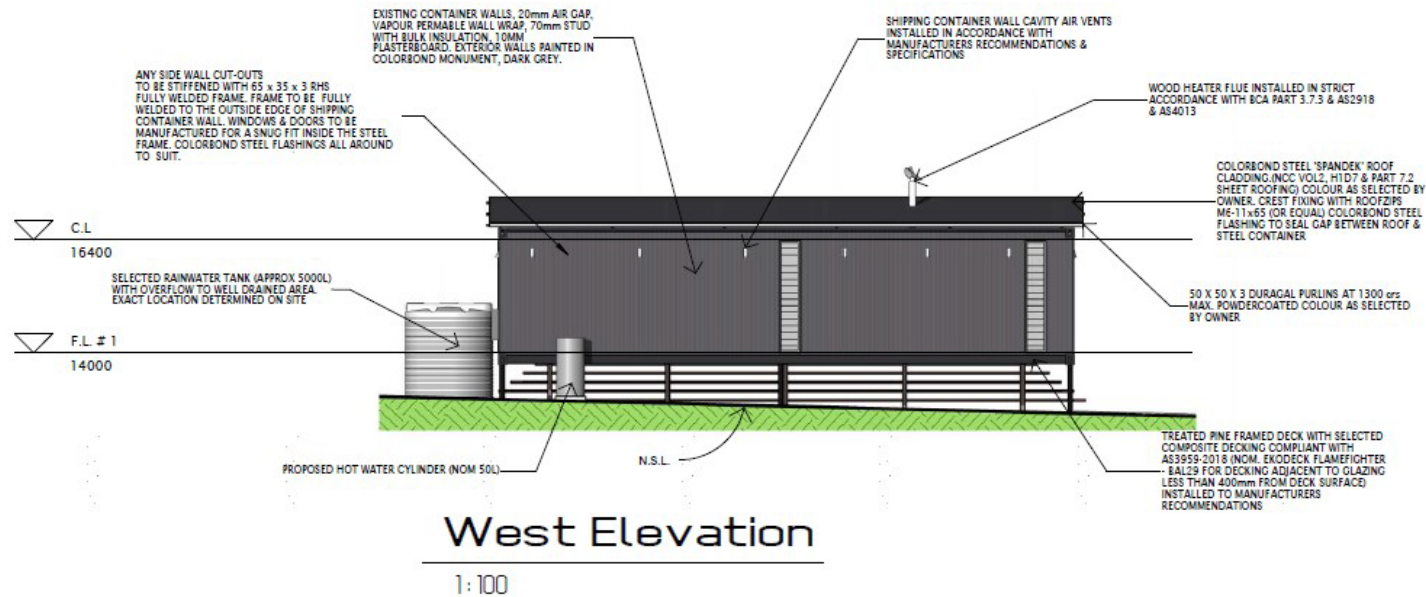 EXISTING CONTAINER WALLS, 20mm AIR GAP,
VAPOUR PERMABLE WALL WRAP, 70mm STUD
WITH BULK INSULATION, 10MM
PLASTERBOARD. EXTERIOR WALLS PAINTED IN
COLORBOND MONUMENT, DARK GREY.
SHIPPING CONTAINER WALL CAVITY AIR VENTS
INSTALLED IN ACCORDANCE WITH
MANUFACTURERS RECOMMENDATIONS &
SPECIFICATIONS
ANY SIDE WALL CUT-OUTS
TO BE STIFFENED WITH 65 x 35 x 3 RHS
FULLY WELDED FRAME. FRAME TO BE FULLY
WELDED TO THE OUTSIDE EDGE OF SHIPPING
CONTAINER WALL. WINDOWS & DOORS TO BE
MANUFACTURED FOR A SNUG FIT INSIDE THE STEEL
FRAME. COLORBOND STEEL FLASHINGS ALL AROUND
TO SUIT.
WOOD HEATER FLUE INSTALLED IN STRICT
ACCORDANCE WITH BCA PART 3.7.3 & AS2918
& AS4013
COLORBOND STEEL 'SPANDEK' ROOF
CLADDING.(NCC VOL2, H1D7 & PART 7.2
SHEET ROOFING) COLOUR AS SELECTED BY
OWNER. CREST FIXING WITH ROOFZIPS
M6-11x65 (OR EQUAL) COLORBOND STEEL
FLASHING TO SEAL GAP BETWEEN ROOF &
STEEL CONTAINER
C.L
16400
SELECTED RAINWATER TANK (APPROX 5000L)
WITH OVERFLOW TO WELL DRAINED AREA.
EXACT LOCATION DETERMINED ON SITE
50 X 50 X 3 DURAGAL PURLINS AT 1300 crs
MAX. POWDERCOATED COLOUR AS SELECTED
BY OWNER
F.L. # 1
14000
PROPOSED HOT WATER CYLINDER (NOM 50L)
N.S.L.
TREATED PINE FRAMED DECK WITH SELECTED
COMPOSITE DECKING COMPLIANT WITH
AS3959-2018 (NOM. EKODECK FLAMEFIGHTER
- BAL29 FOR DECKING ADJACENT TO GLAZING
LESS THAN 400mm FROM DECK SURFACE)
INSTALLED TO MANUFACTURERS
RECOMMENDATIONS
West Elevation
1:100